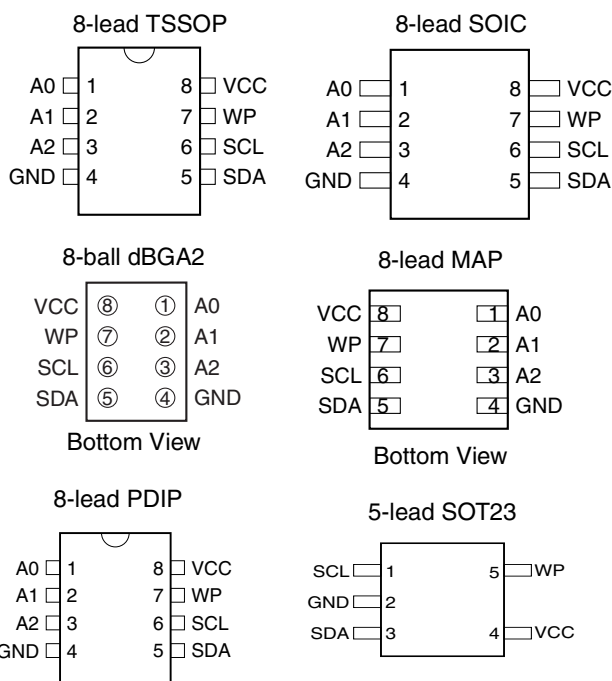 8-lead TSSOP
A0 1 8 VCC
A1 2 7 WP
A2 3 6 SCL
GND 4 5 SDA
8-lead SOIC
A0 1 8 VCC
A1 2 7 WP
A2 3 6 SCL
GND 4 5 SDA
8-ball dBGA2
VCC 8 1 A0
WP 7 2 A1
SCL 6 3 A2
SDA 5 4 GND
Bottom View
8-lead MAP
VCC 8 1 A0
WP 7 2 A1
SCL 6 3 A2
SDA 5 4 GND
Bottom View
8-lead PDIP
A0 1 8 VCC
A1 2 7 WP
A2 3 6 SCL
GND 4 5 SDA
5-lead SOT23
SCL 1 5 WP
GND 2
SDA 3 4 VCC